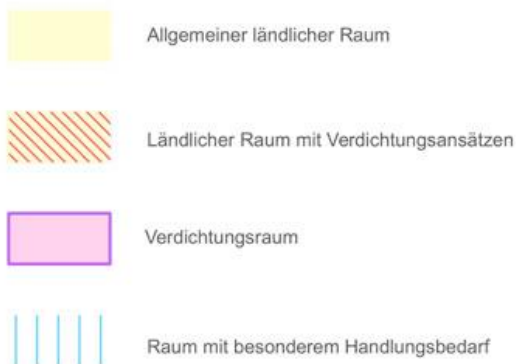 Allgemeiner ländlicher Raum
Ländlicher Raum mit Verdichtungsansätzen
Verdichtungsraum
Raum mit besonderem Handlungsbedarf